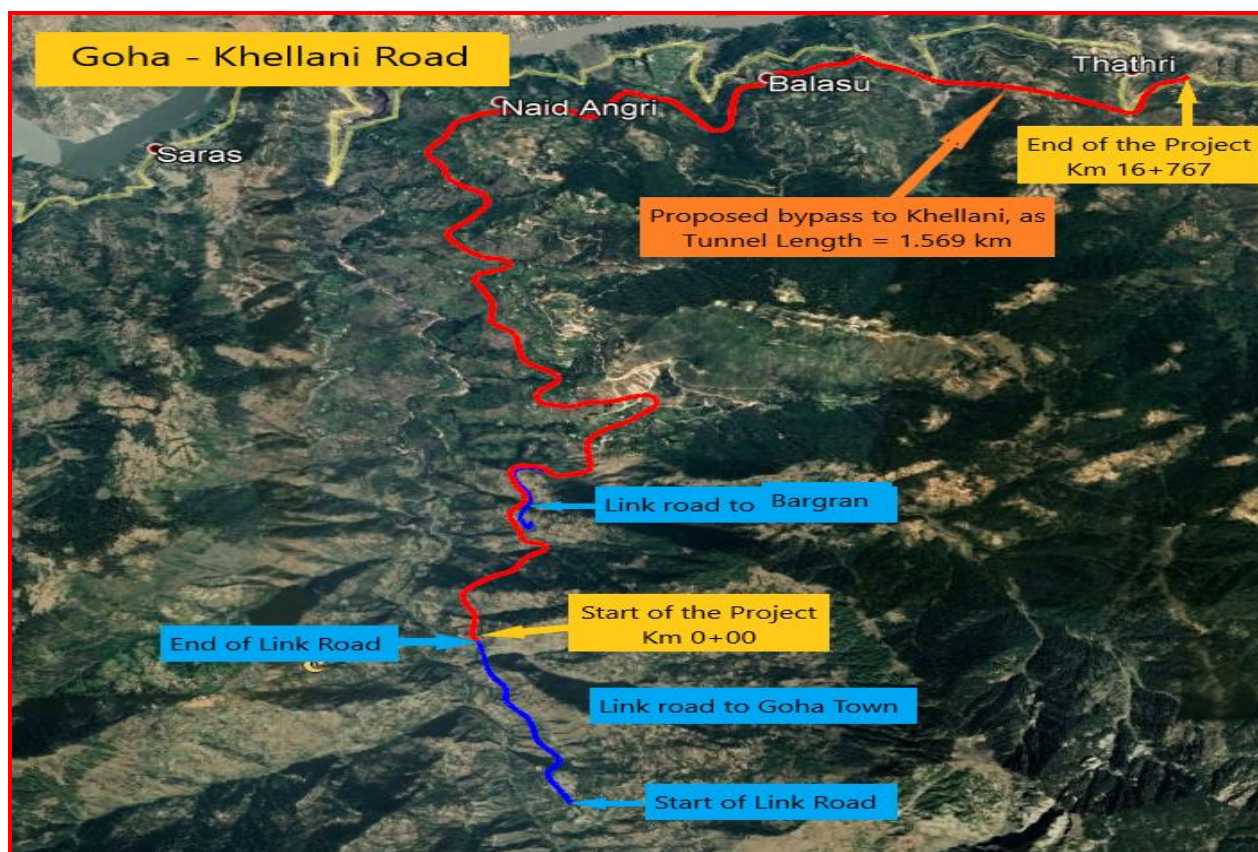 Goha - Khellani Road
Thathri
Balasu
Naid Angri
Saras
End of the Project
Km 16+767
Proposed bypass to Khellani, as
Tunnel Length = 1.569 km
Link road to Bargran
Start of the Project
Km 0+00
End of Link Road
Link road to Goha Town
Start of Link Road